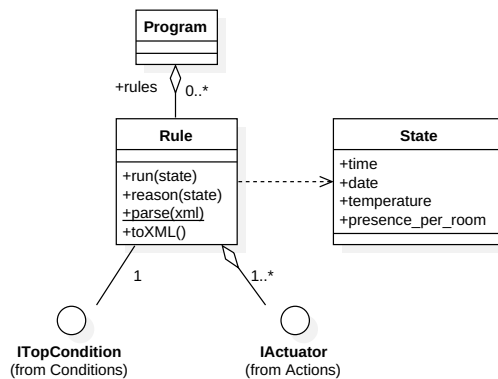 Program
+rules
0..*
Rule
+run(state)
+reason(state)
+parse(xml)
+toXML()
State
+time
+date
+temperature
+presence_per_room
1
1..*
ITopCondition
(from Conditions)
IActuator
(from Actions)